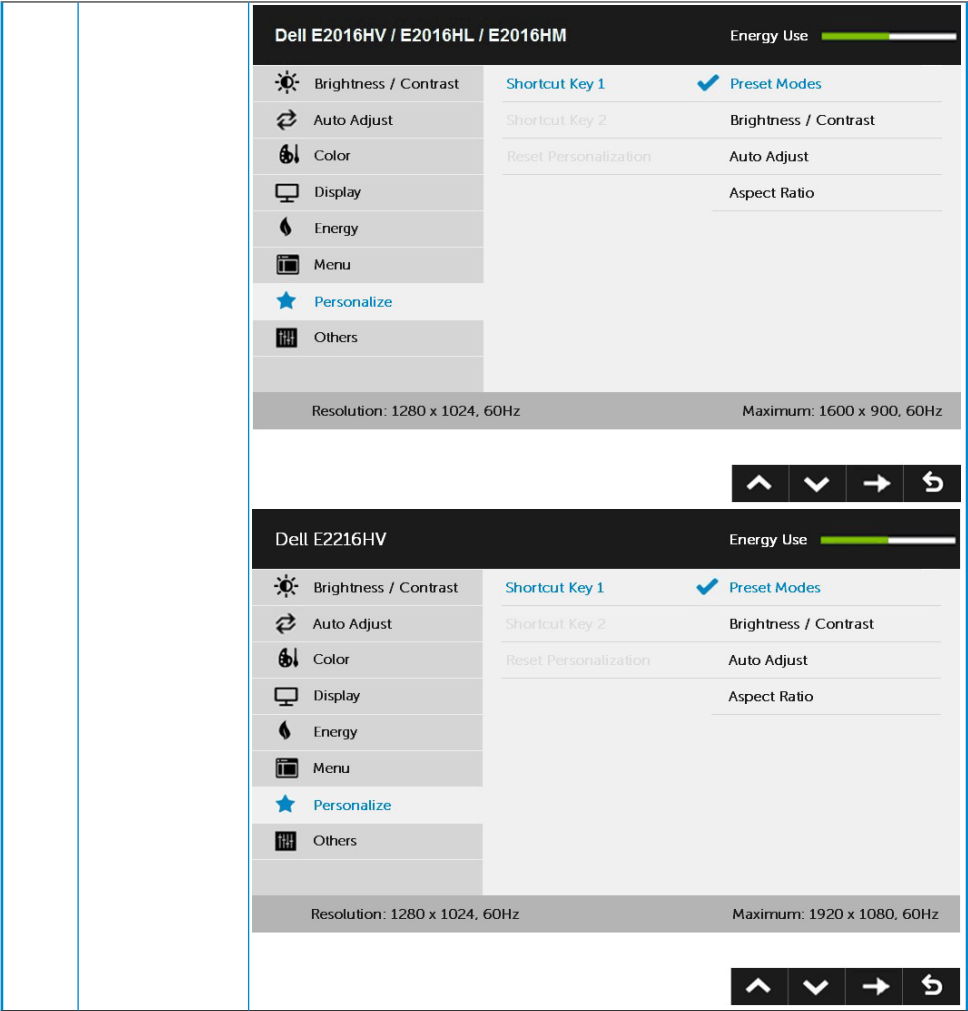 Dell E2016HV / E2016HL / E2016HM Energy Use
Brightness / Contrast Shortcut Key 1 Preset Modes
Auto Adjust Shortcut Key 2 Brightness / Contrast
Color Reset Personalization Auto Adjust
Display Aspect Ratio
Energy
Menu
Personalize
Others
Resolution: 1280 x 1024, 60Hz Maximum: 1600 x 900, 60Hz
Dell E2216HV Energy Use
Brightness / Contrast Shortcut Key 1 Preset Modes
Auto Adjust Shortcut Key 2 Brightness / Contrast
Color Reset Personalization Auto Adjust
Display Aspect Ratio
Energy
Menu
Personalize
Others
Resolution: 1280 x 1024, 60Hz Maximum: 1920 x 1080, 60Hz